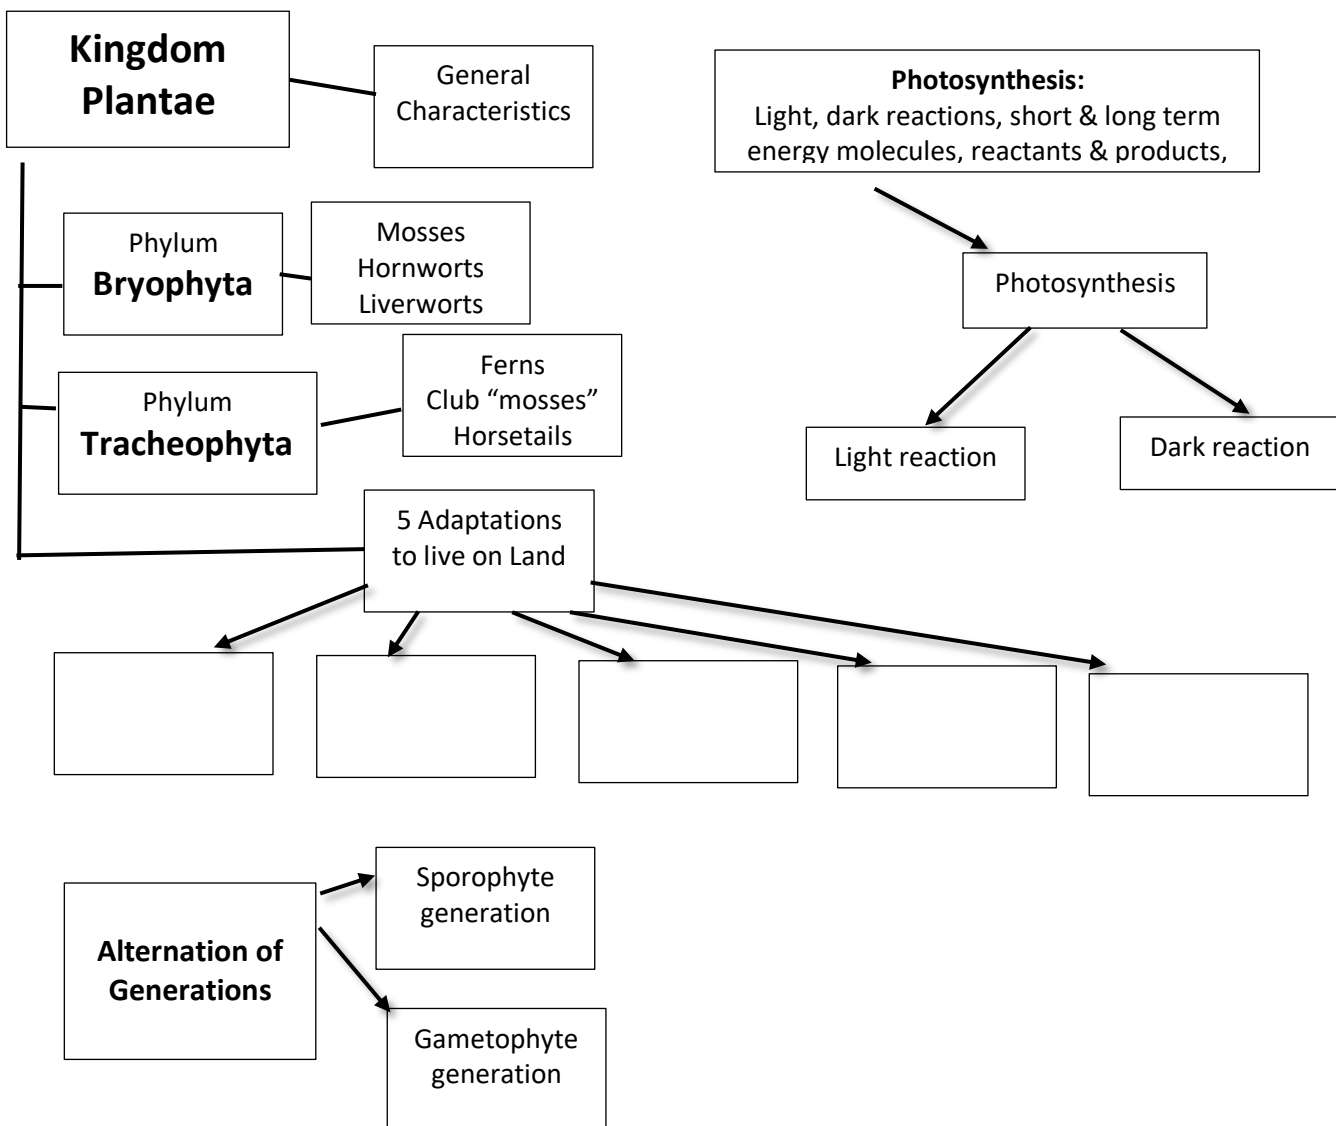 Kingdom
Plantae
General
Characteristics
Photosynthesis:
Light, dark reactions, short & long term
energy molecules, reactants & products,
Phylum
Bryophyta
Mosses
Hornworts
Liverworts
Photosynthesis
Phylum
Tracheophyta
Ferns
Club “mosses”
Horsetails
Light reaction
Dark reaction
5 Adaptations
to live on Land
Alternation of
Generations
Sporophyte
generation
Gametophyte
generation